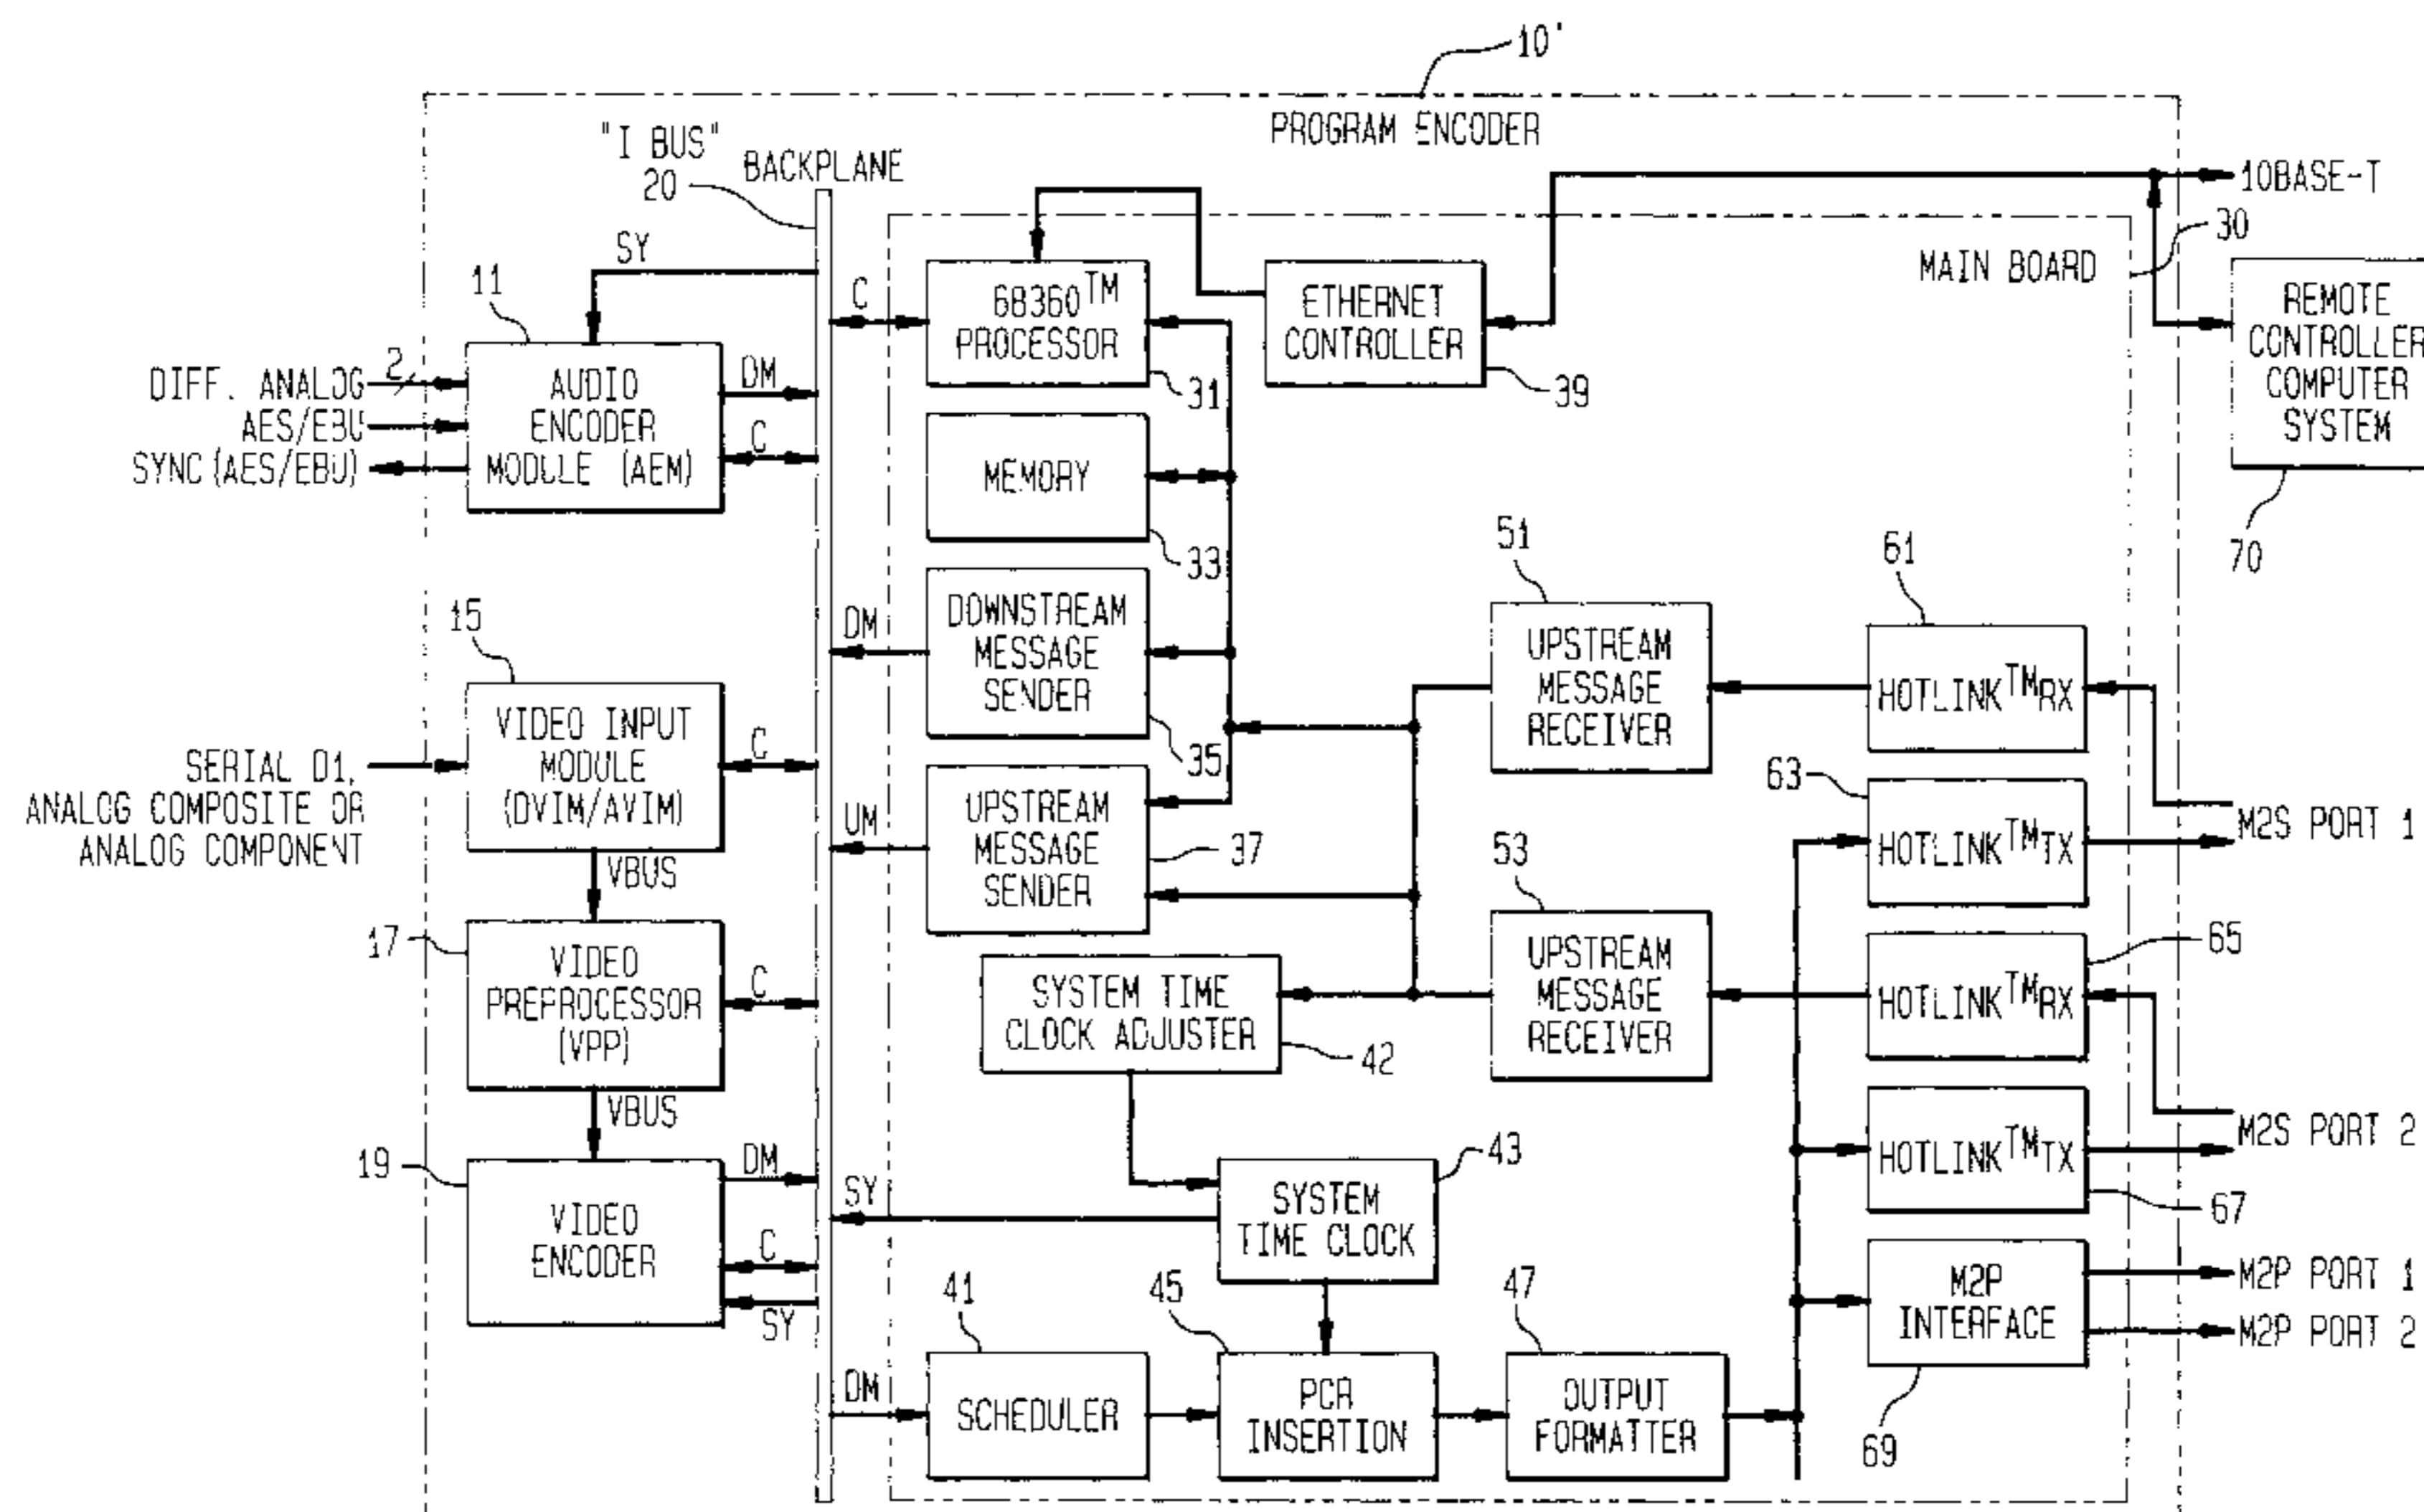 10'
PROGRAM ENCODER
"I BUS"
20
BACKPLANE
10BASE-T
30
MAIN BOARD
SY
11
C
68360™
PROCESSOR
31
ETHERNET
CONTROLLER
39
REMOTE
CONTROLLER
COMPUTER
SYSTEM
70
DIFF. ANALOG
2
AES/EBU
SYNC (AES/EBU)
AUDIO
ENCODER
MODULE (AEM)
DM
C
MEMORY
33
51
61
15
DM
DOWNSTREAM
MESSAGE
SENDER
35
UPSTREAM
MESSAGE
RECEIVER
HOTLINK™RX
63
SERIAL D1,
ANALOG COMPOSITE OR
ANALOG COMPONENT
VIDEO INPUT
MODULE
(DVIM/AVIM)
C
VBUS
UM
UPSTREAM
MESSAGE
SENDER
37
53
HOTLINK™TX
M2S PORT 1
17
VIDEO
PREPROCESSOR
(VPP)
C
VBUS
SYSTEM TIME
CLOCK ADJUSTER
42
UPSTREAM
MESSAGE
RECEIVER
HOTLINK™RX
65
19
VIDEO
ENCODER
DM
C
SY
SY
SYSTEM
TIME CLOCK
43
HOTLINK™TX
67
M2S PORT 2
M2P
INTERFACE
69
M2P PORT 1
M2P PORT 2
DM
41
SCHEDULER
45
PCR
INSERTION
47
OUTPUT
FORMATTER